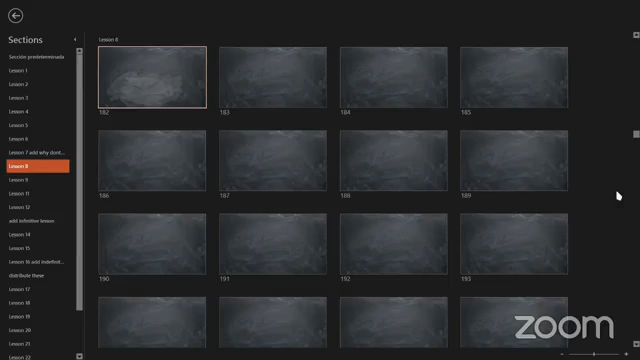 Sections
Sección predeterminada
Lesson 1
Lesson 2
Lesson 3
Lesson 4
Lesson 5
Lesson 6
Lesson 7 add why dont...
Lesson 8
Lesson 9
Lesson 11
Lesson 12
add infinitive lesson
Lesson 14
Lesson 15
Lesson 16 add indefinit...
distribute these
Lesson 17
Lesson 18
Lesson 19
Lesson 20
Lesson 21
Lesson 22
Lesson 8
182 183 184 185
186 187 188 189
190 191 192 193
zoom